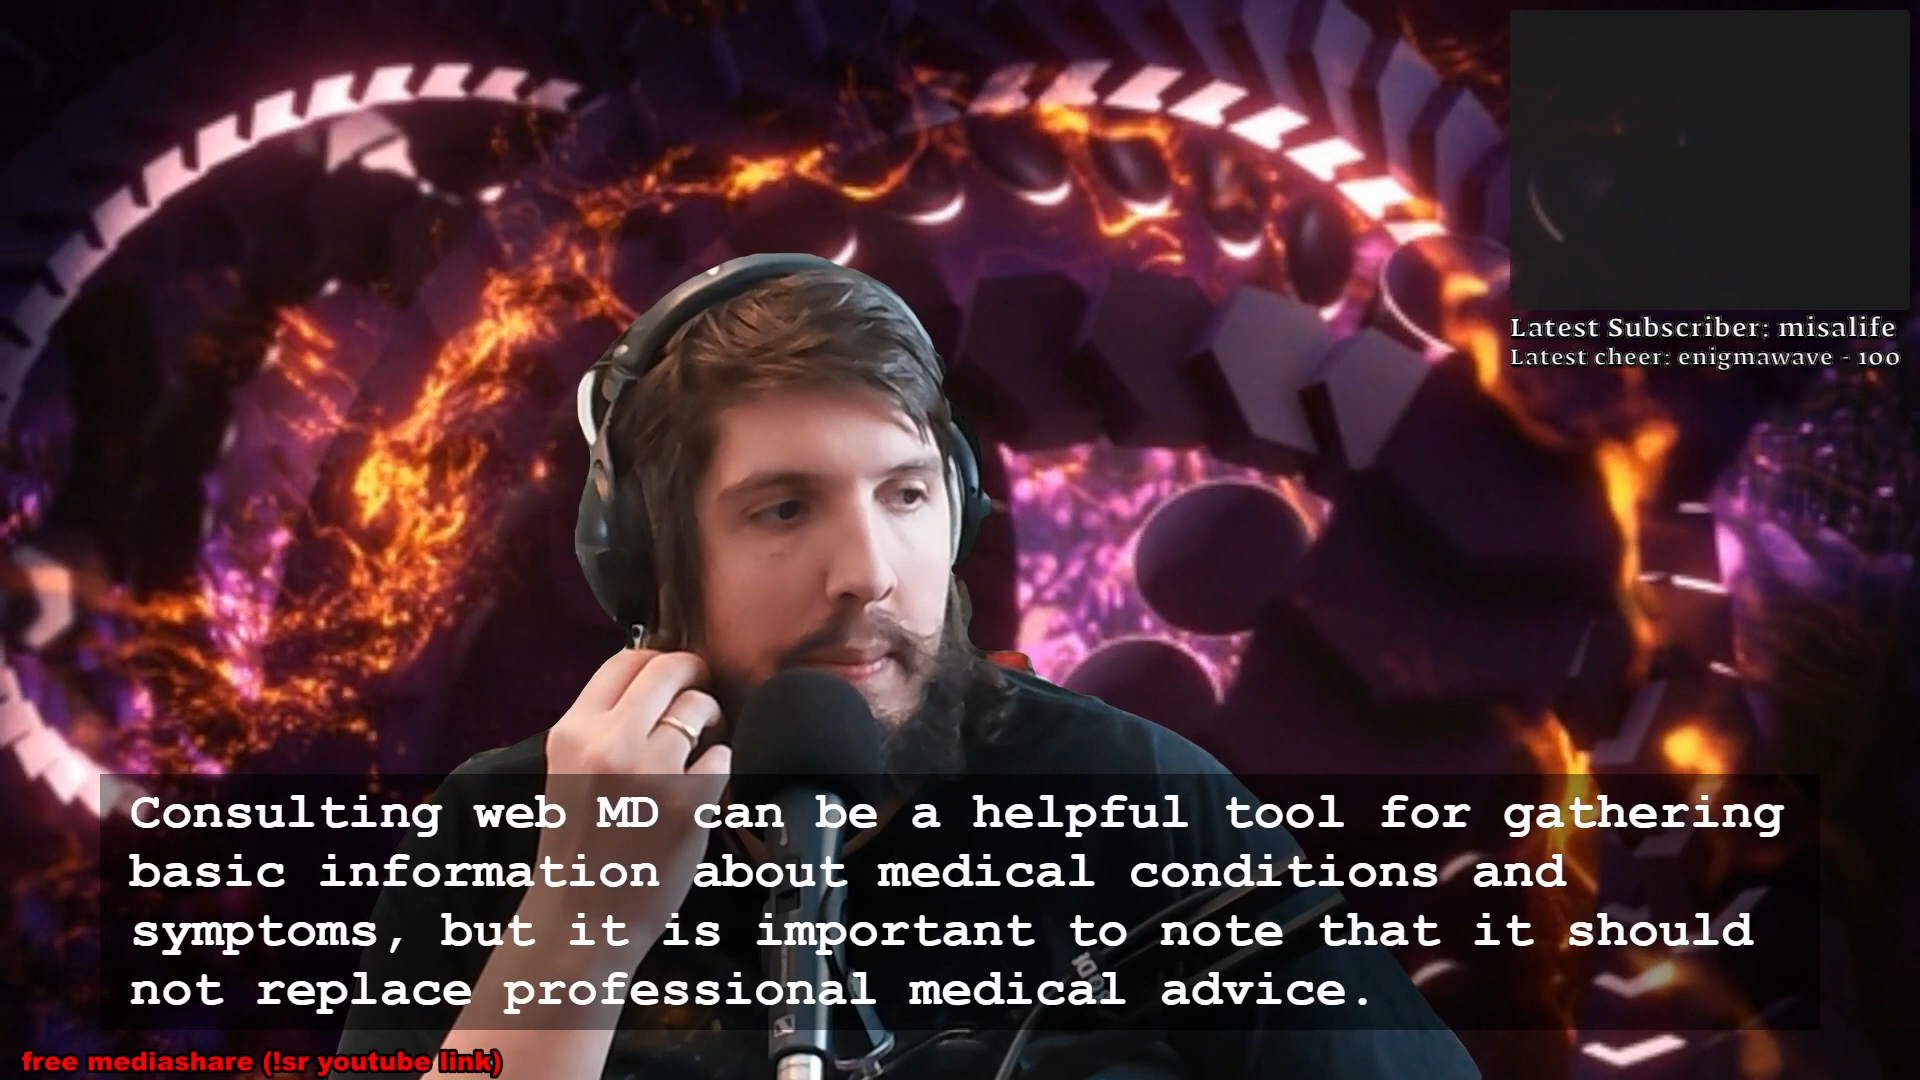 Latest Subscriber: misalife
Latest cheer: enigmawave - 100
Consulting web MD can be a helpful tool for gathering
basic information about medical conditions and
symptoms, but it is important to note that it should
not replace professional medical advice.
free mediashare (!sr youtube link)